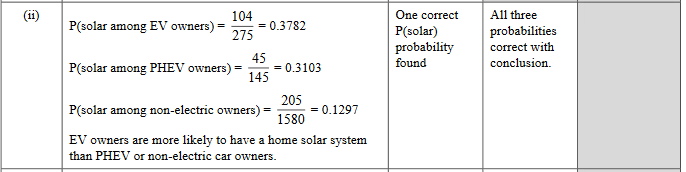 (ii)
P(solar among EV owners) = 104/275 = 0.3782
P(solar among PHEV owners) = 45/145 = 0.3103
P(solar among non-electric owners) = 205/1580 = 0.1297
EV owners are more likely to have a home solar system
than PHEV or non-electric car owners.
One correct
P(solar)
probability
found
All three
probabilities
correct with
conclusion.